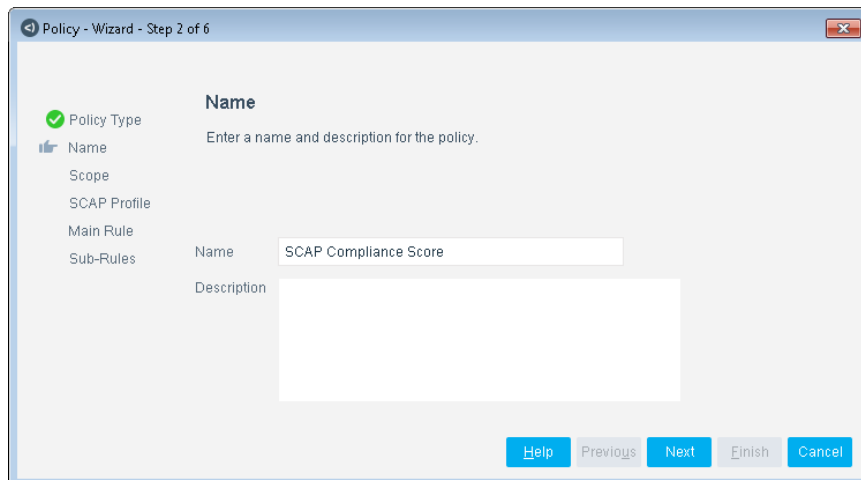 Policy - Wizard - Step 2 of 6
Policy Type
Name
Scope
SCAP Profile
Main Rule
Sub-Rules
Name
Enter a name and description for the policy.
Name SCAP Compliance Score
Description
Help Previous Next Finish Cancel